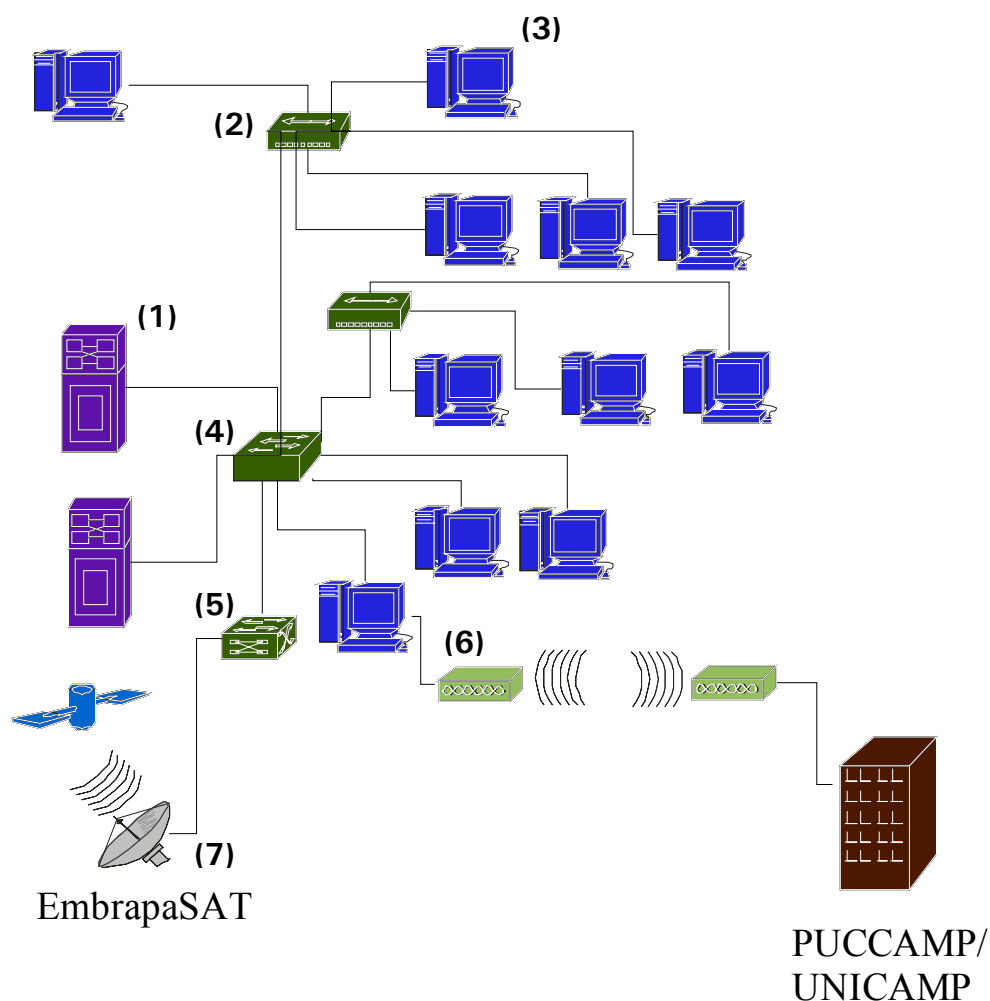 (3)
(2)
(1)
(4)
(5)
(6)
(7)
EmbrapaSAT
PUCCAMP/
UNICAMP